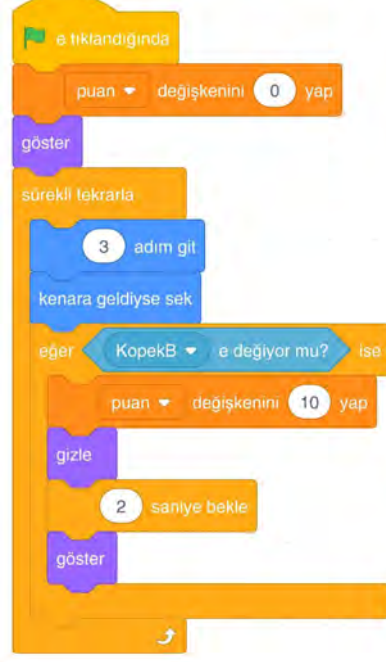 e tıklandığında
puan değişkenini 0 yap
göster
sürekli tekrarla
3 adım git
kenara geldiyse sek
eğer KopekB e değiyor mu? ise
puan değişkenini 10 yap
gizle
2 saniye bekle
göster